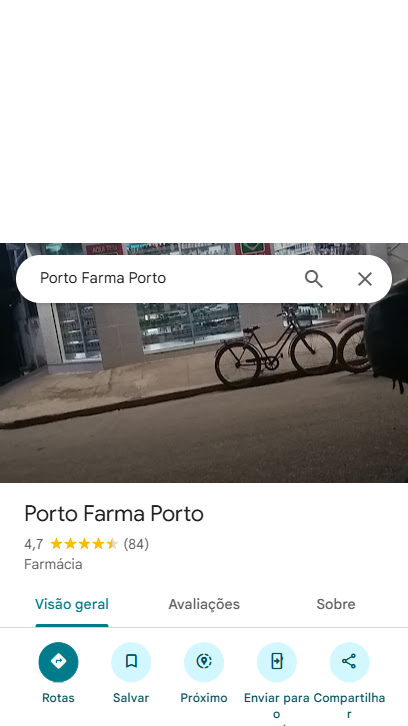 Porto Farma Porto
Porto Farma Porto
4,7 (84)
Farmácia
Visão geral Avaliações Sobre
Rotas Salvar Próximo Enviar para o Compartilhar